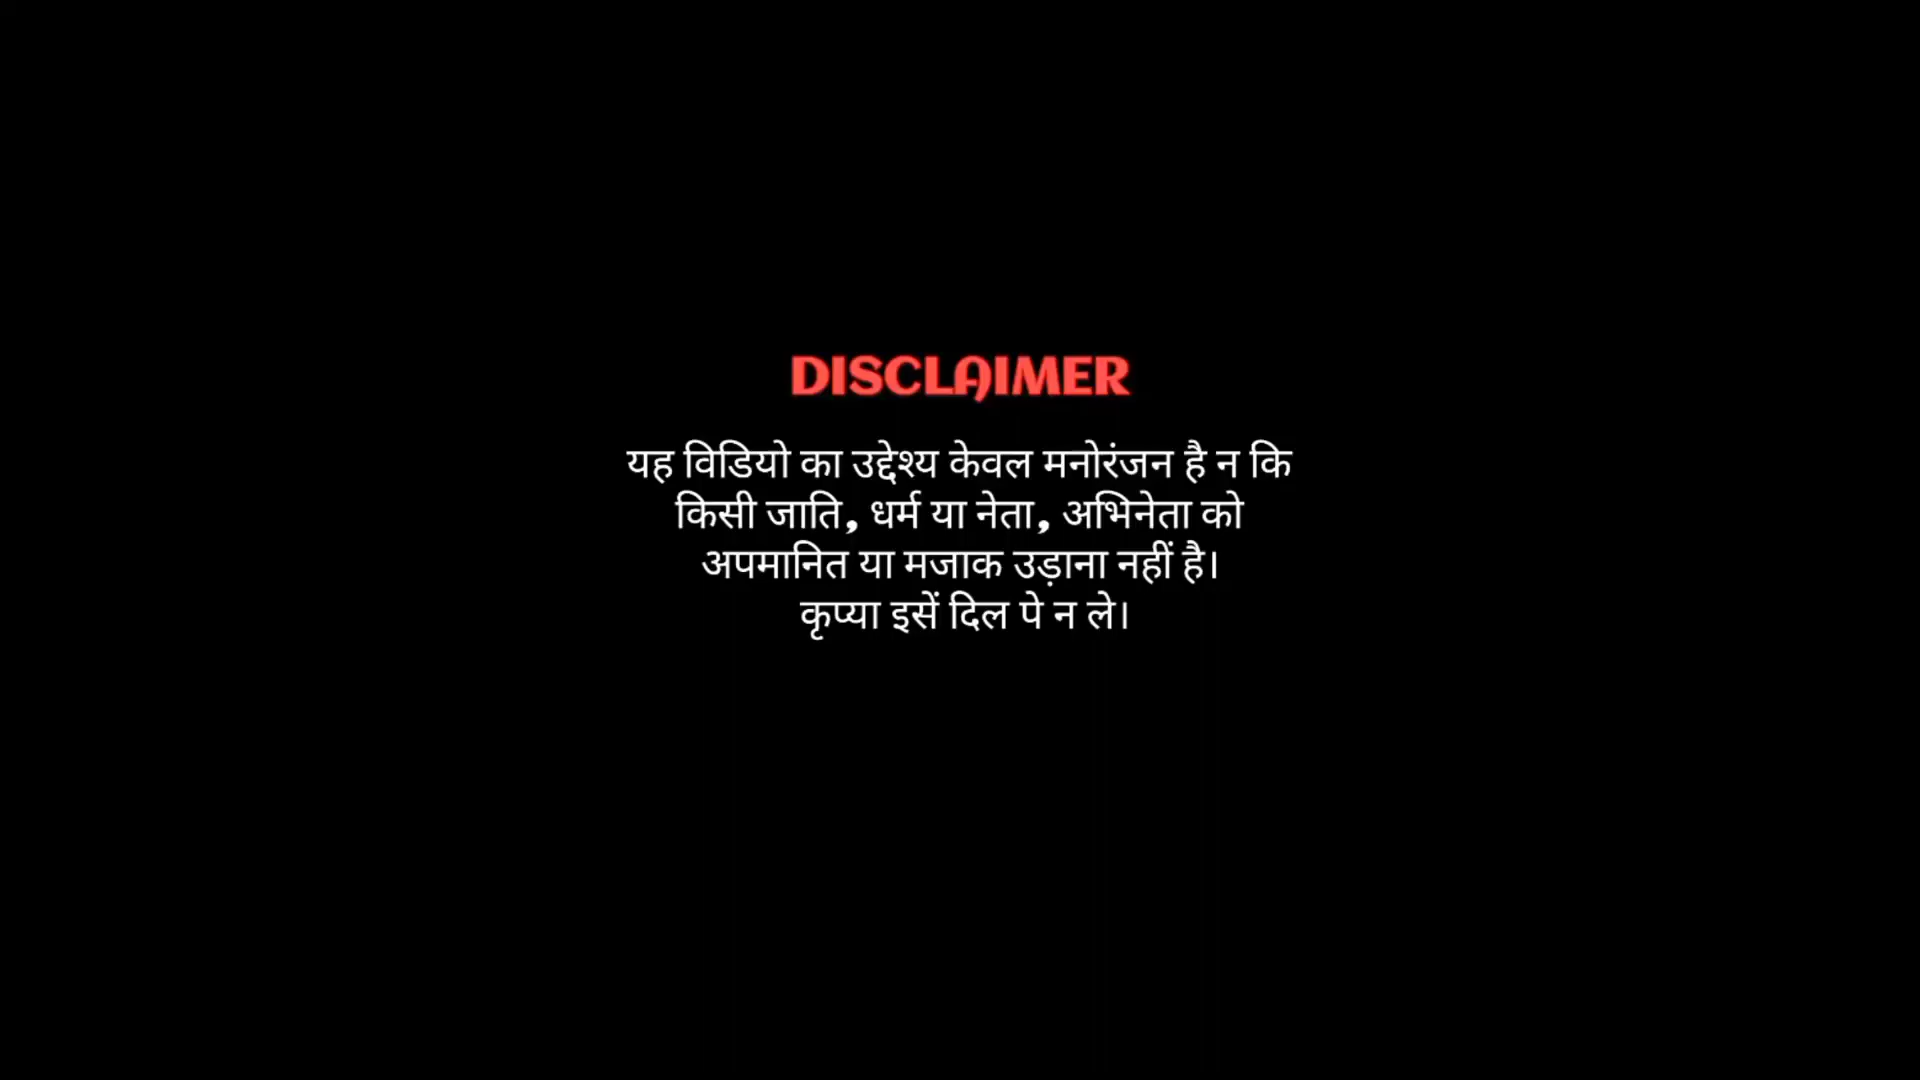 DISCLAIMER
यह विडियो का उद्देश्य केवल मनोरंजन है न कि
किसी जाति, धर्म या नेता, अभिनेता को
अपमानित या मजाक उड़ाना नहीं है।
कृप्या इसें दिल पे न ले।